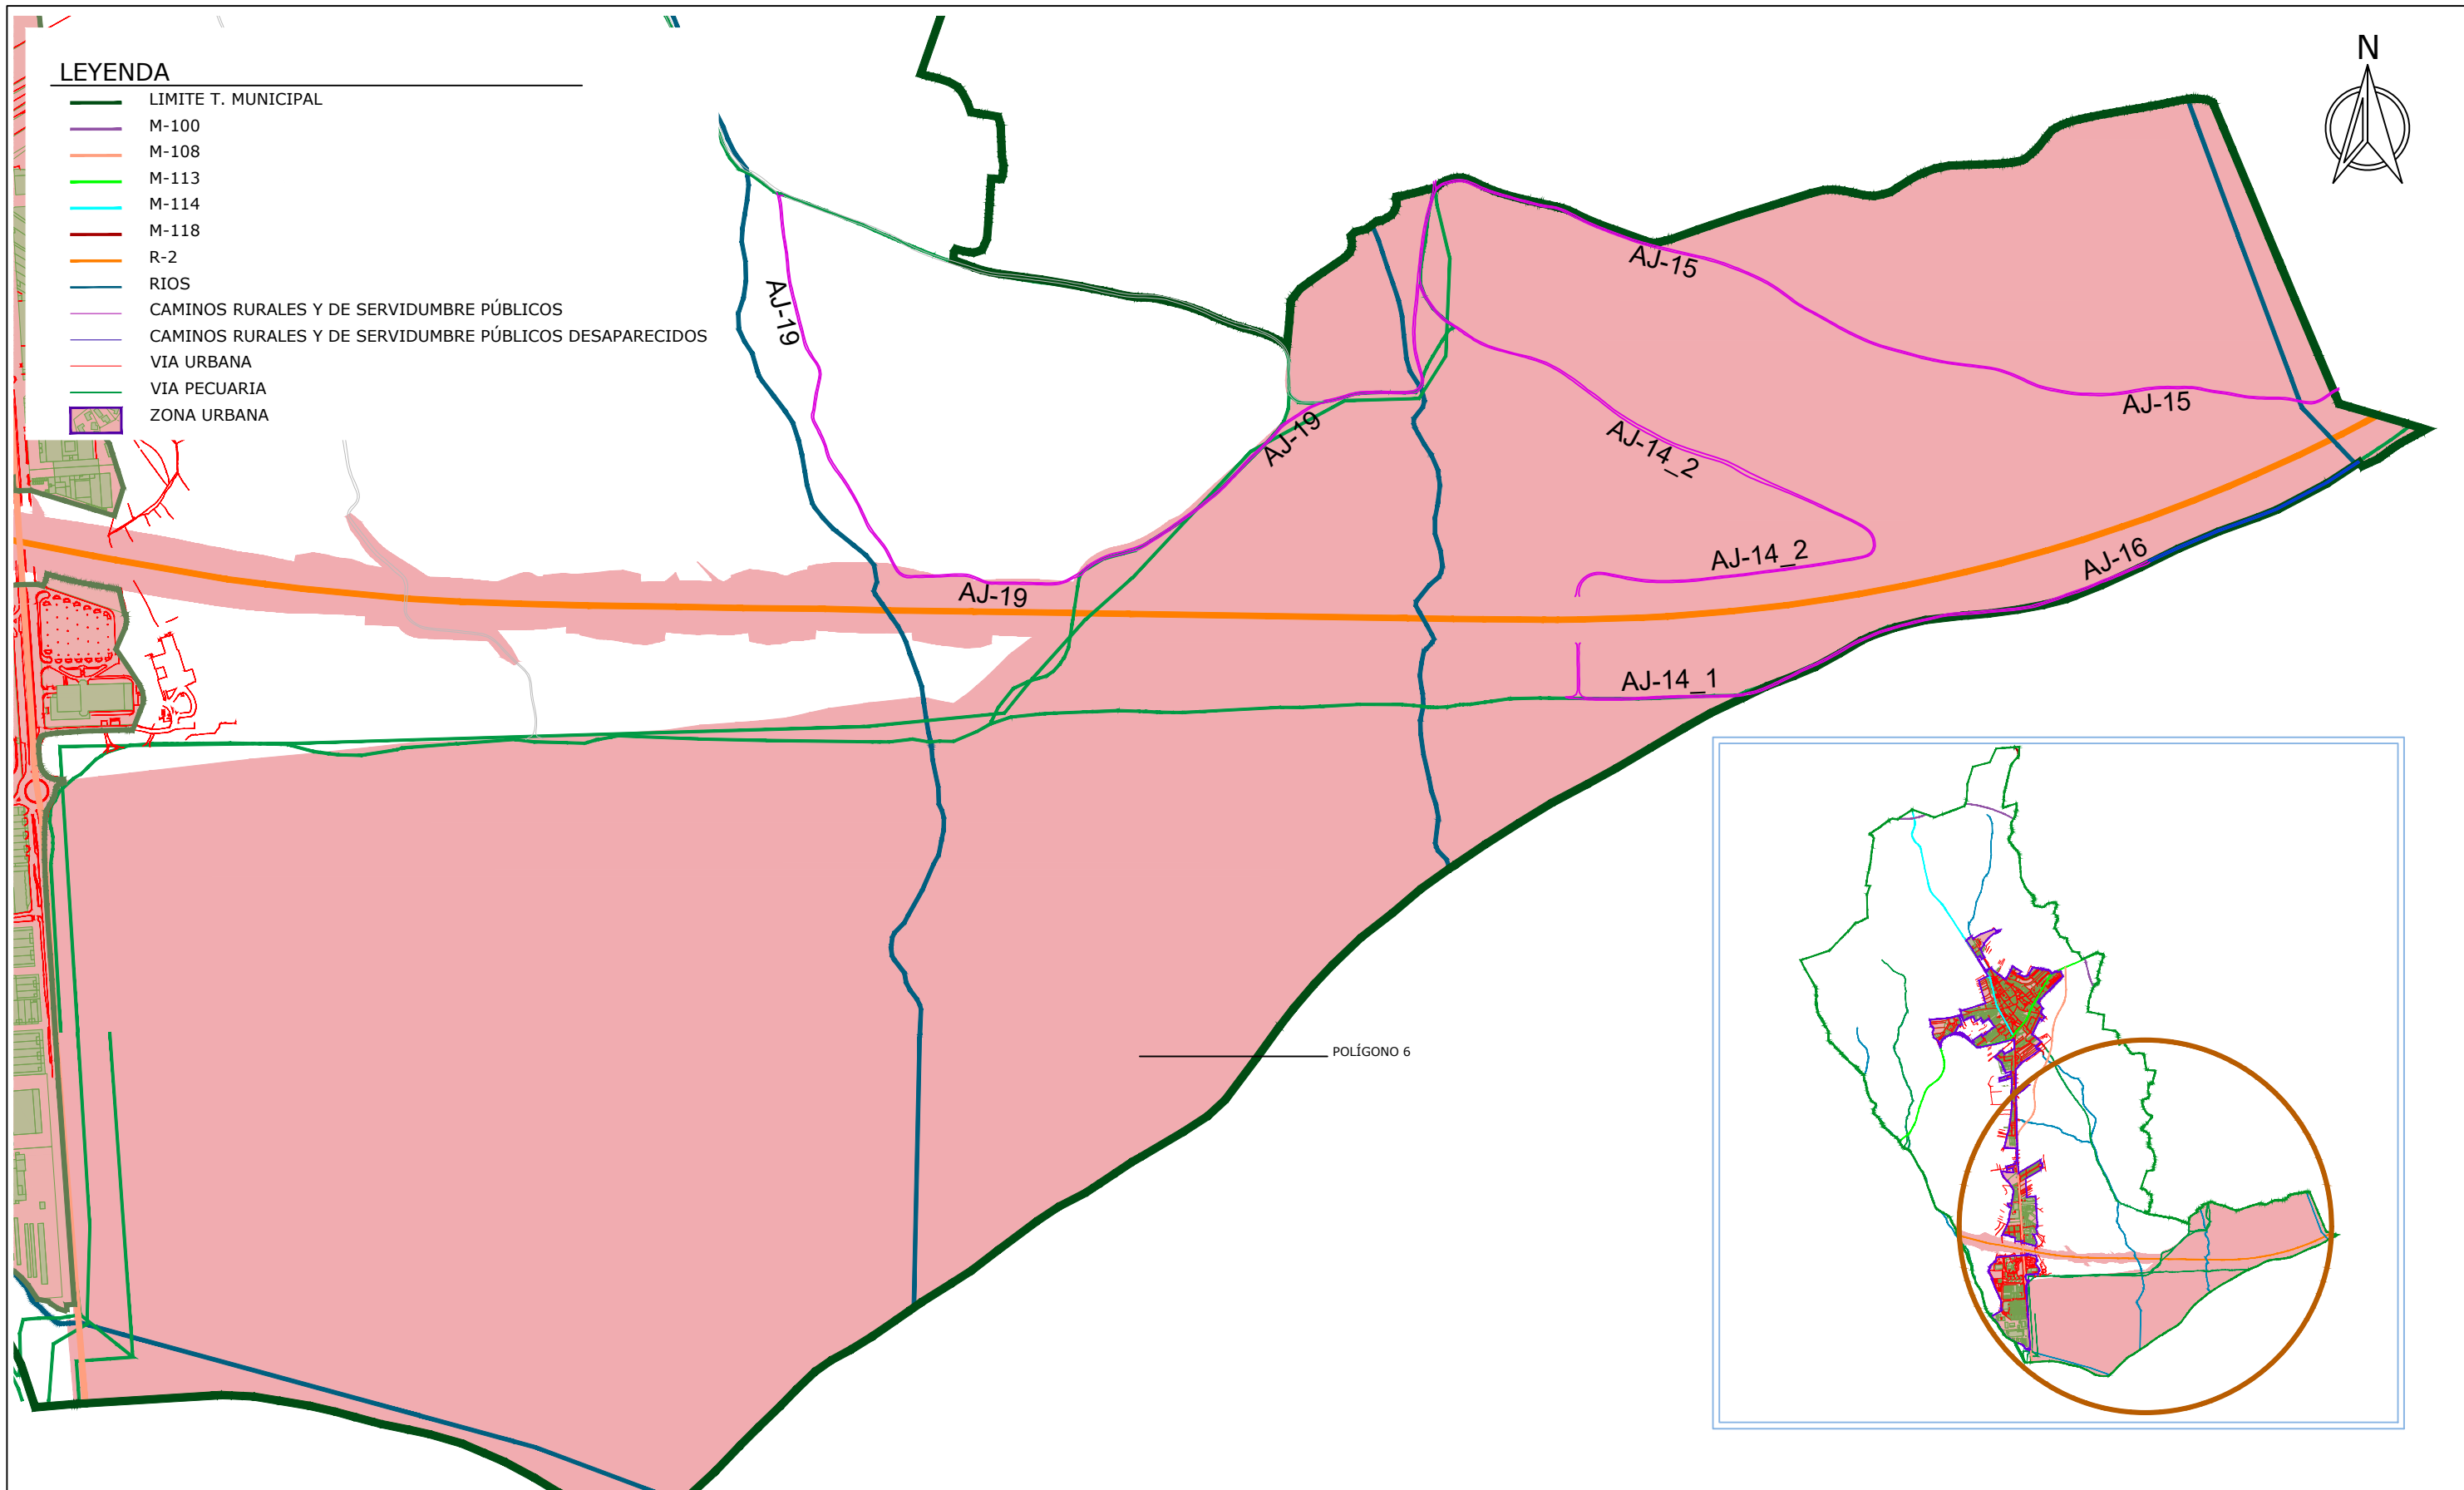 LEYENDA
LIMITE T. MUNICIPAL
M-100
M-108
M-113
M-114
M-118
R-2
RIOS
CAMINOS RURALES Y DE SERVIDUMBRE PÚBLICOS
CAMINOS RURALES Y DE SERVIDUMBRE PÚBLICOS DESAPARECIDOS
VIA URBANA
VIA PECUARIA
ZONA URBANA
N
AJ-15
AJ-19
AJ-15
AJ-19
AJ-14_2
AJ-14_2
AJ-16
AJ-19
AJ-14_1
POLÍGONO 6